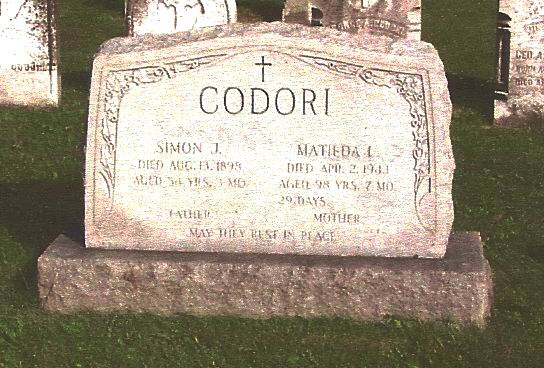 CODORI
SIMON J. MATILDA I.
DIED AUG. 13, 1898 DIED APR. 2, 1943
AGED 54 YRS. 3 MO. AGED 98 YRS. 7 MO.
29 DAYS
FATHER MOTHER
MAY THEY REST IN PEACE